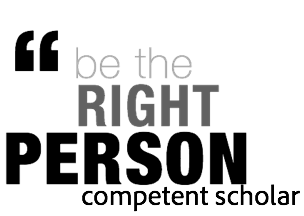 “ be the
RIGHT
PERSON
competent scholar